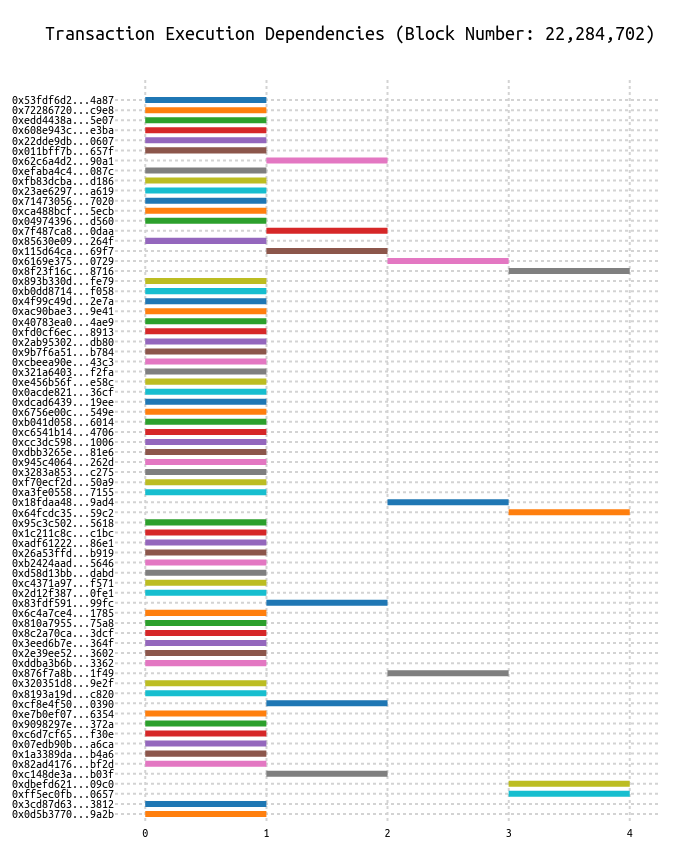 Transaction Execution Dependencies (Block Number: 22,284,702)
0x53fdf6d2...4a87
0x72286720...c9e8
0xedd4438a...5e07
0x608e943c...e3ba
0x22dde9db...0607
0x011bff7b...657f
0x62c6a4d2...90a1
0xefaba4c4...087c
0xfb83dcba...d186
0x23ae6297...a619
0x71473056...7020
0xca488bcf...5ecb
0x04974396...d560
0x7f487ca8...0daa
0x85630e09...264f
0x115d64ca...69f7
0x6169e375...0729
0x8f23f16c...8716
0x893b330d...fe79
0xb0dd8714...f058
0x4f99c49d...2e7a
0xac90bae3...9e41
0x40783ea0...4ae9
0xfd0cf6ec...8913
0x2ab95302...db80
0x9b7f6a51...b784
0xcbeea90e...43c3
0x321a6403...f2fa
0xe456b56f...e58c
0x0acde821...36cf
0xdcad6439...19ee
0x6756e00c...549e
0xb041d058...6014
0xc6541b14...4706
0xcc3dc598...1006
0xdbb3265e...81e6
0x945c4064...262d
0x3283a853...c275
0xf70ecf2d...50a9
0xa3fe0558...7155
0x18fdaa48...9ad4
0x64fcdc35...59c2
0x95c3c502...5618
0x1c211c8c...c1bc
0xadf61222...86e1
0x26a53ffd...b919
0xb2424aad...5646
0xd58d13bb...dabd
0xc4371a97...f571
0x2d12f387...0fe1
0x83fdf591...99fc
0x6c4a7ce4...1785
0x810a7955...75a8
0x8c2a70ca...3dcf
0x3eed6b7e...364f
0x2e39ee52...3602
0xddba3b6b...3362
0x876f7a8b...1f49
0x320351d8...9e2f
0x8193a19d...c820
0xcf8e4f50...0390
0xe7b0ef07...6354
0x9098297e...372a
0xc6d7cf65...f30e
0x07edb90b...a6ca
0x1a3389da...b4a6
0x82ad4176...bf2d
0xc148de3a...b03f
0xdbefd621...09c0
0xff5ec0fb...0657
0x3cd87d63...3812
0x0d5b3770...9a2b
0 1 2 3 4